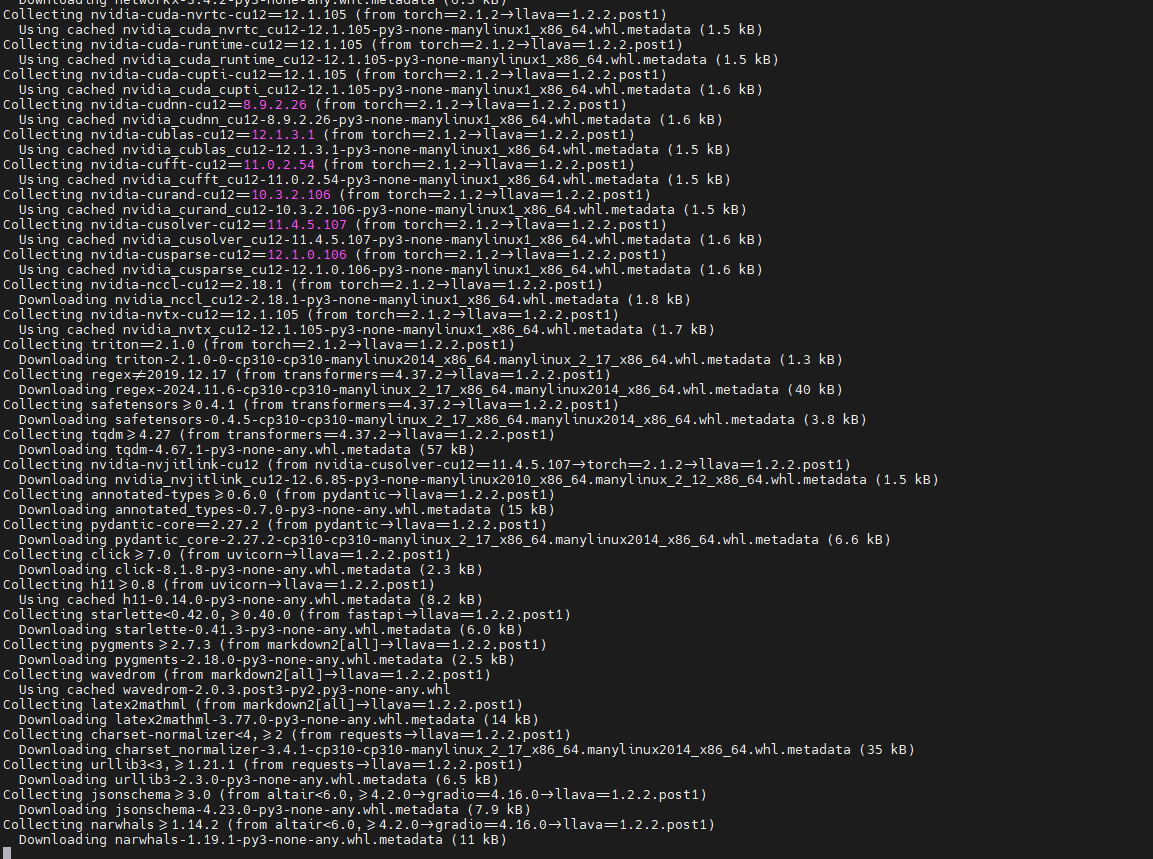 Downloading networkx-3.4.2-py3-none-any.whl.metadata (6.3 kB)
Collecting nvidia-cuda-nvrtc-cu12==12.1.105 (from torch==2.1.2->llava==1.2.2.post1)
Using cached nvidia_cuda_nvrtc_cu12-12.1.105-py3-none-manylinux1_x86_64.whl.metadata (1.5 kB)
Collecting nvidia-cuda-runtime-cu12==12.1.105 (from torch==2.1.2->llava==1.2.2.post1)
Using cached nvidia_cuda_runtime_cu12-12.1.105-py3-none-manylinux1_x86_64.whl.metadata (1.5 kB)
Collecting nvidia-cuda-cupti-cu12==12.1.105 (from torch==2.1.2->llava==1.2.2.post1)
Using cached nvidia_cuda_cupti_cu12-12.1.105-py3-none-manylinux1_x86_64.whl.metadata (1.6 kB)
Collecting nvidia-cudnn-cu12==8.9.2.26 (from torch==2.1.2->llava==1.2.2.post1)
Using cached nvidia_cudnn_cu12-8.9.2.26-py3-none-manylinux1_x86_64.whl.metadata (1.6 kB)
Collecting nvidia-cublas-cu12==12.1.3.1 (from torch==2.1.2->llava==1.2.2.post1)
Using cached nvidia_cublas_cu12-12.1.3.1-py3-none-manylinux1_x86_64.whl.metadata (1.5 kB)
Collecting nvidia-cufft-cu12==11.0.2.54 (from torch==2.1.2->llava==1.2.2.post1)
Using cached nvidia_cufft_cu12-11.0.2.54-py3-none-manylinux1_x86_64.whl.metadata (1.5 kB)
Collecting nvidia-curand-cu12==10.3.2.106 (from torch==2.1.2->llava==1.2.2.post1)
Using cached nvidia_curand_cu12-10.3.2.106-py3-none-manylinux1_x86_64.whl.metadata (1.5 kB)
Collecting nvidia-cusolver-cu12==11.4.5.107 (from torch==2.1.2->llava==1.2.2.post1)
Using cached nvidia_cusolver_cu12-11.4.5.107-py3-none-manylinux1_x86_64.whl.metadata (1.6 kB)
Collecting nvidia-cusparse-cu12==12.1.0.106 (from torch==2.1.2->llava==1.2.2.post1)
Using cached nvidia_cusparse_cu12-12.1.0.106-py3-none-manylinux1_x86_64.whl.metadata (1.6 kB)
Collecting nvidia-nccl-cu12==2.18.1 (from torch==2.1.2->llava==1.2.2.post1)
Downloading nvidia_nccl_cu12-2.18.1-py3-none-manylinux1_x86_64.whl.metadata (1.8 kB)
Collecting nvidia-nvtx-cu12==12.1.105 (from torch==2.1.2->llava==1.2.2.post1)
Using cached nvidia_nvtx_cu12-12.1.105-py3-none-manylinux1_x86_64.whl.metadata (1.7 kB)
Collecting triton==2.1.0 (from torch==2.1.2->llava==1.2.2.post1)
Downloading triton-2.1.0-0-cp310-cp310-manylinux2014_x86_64.manylinux_2_17_x86_64.whl.metadata (1.3 kB)
Collecting regex!=2019.12.17 (from transformers==4.37.2->llava==1.2.2.post1)
Downloading regex-2024.11.6-cp310-cp310-manylinux_2_17_x86_64.manylinux2014_x86_64.whl.metadata (40 kB)
Collecting safetensors>=0.4.1 (from transformers==4.37.2->llava==1.2.2.post1)
Downloading safetensors-0.4.5-cp310-cp310-manylinux_2_17_x86_64.manylinux2014_x86_64.whl.metadata (3.8 kB)
Collecting tqdm>=4.27 (from transformers==4.37.2->llava==1.2.2.post1)
Downloading tqdm-4.67.1-py3-none-any.whl.metadata (57 kB)
Collecting nvidia-nvjitlink-cu12 (from nvidia-cusolver-cu12==11.4.5.107->torch==2.1.2->llava==1.2.2.post1)
Downloading nvidia_nvjitlink_cu12-12.6.85-py3-none-manylinux2010_x86_64.manylinux_2_12_x86_64.whl.metadata (1.5 kB)
Collecting annotated-types>=0.6.0 (from pydantic->llava==1.2.2.post1)
Downloading annotated_types-0.7.0-py3-none-any.whl.metadata (15 kB)
Collecting pydantic-core==2.27.2 (from pydantic->llava==1.2.2.post1)
Downloading pydantic_core-2.27.2-cp310-cp310-manylinux_2_17_x86_64.manylinux2014_x86_64.whl.metadata (6.6 kB)
Collecting click>=7.0 (from uvicorn->llava==1.2.2.post1)
Downloading click-8.1.8-py3-none-any.whl.metadata (2.3 kB)
Collecting h11>=0.8 (from uvicorn->llava==1.2.2.post1)
Using cached h11-0.14.0-py3-none-any.whl.metadata (8.2 kB)
Collecting starlette<0.42.0,>=0.40.0 (from fastapi->llava==1.2.2.post1)
Downloading starlette-0.41.3-py3-none-any.whl.metadata (6.0 kB)
Collecting pygments>=2.7.3 (from markdown2[all]->llava==1.2.2.post1)
Downloading pygments-2.18.0-py3-none-any.whl.metadata (2.5 kB)
Collecting wavedrom (from markdown2[all]->llava==1.2.2.post1)
Using cached wavedrom-2.0.3.post3-py2.py3-none-any.whl
Collecting latex2mathml (from markdown2[all]->llava==1.2.2.post1)
Downloading latex2mathml-3.77.0-py3-none-any.whl.metadata (14 kB)
Collecting charset-normalizer<4,>=2 (from requests->llava==1.2.2.post1)
Downloading charset_normalizer-3.4.1-cp310-cp310-manylinux_2_17_x86_64.manylinux2014_x86_64.whl.metadata (35 kB)
Collecting urllib3<3,>=1.21.1 (from requests->llava==1.2.2.post1)
Downloading urllib3-2.3.0-py3-none-any.whl.metadata (6.5 kB)
Collecting jsonschema>=3.0 (from altair<6.0,>=4.2.0->gradio==4.16.0->llava==1.2.2.post1)
Downloading jsonschema-4.23.0-py3-none-any.whl.metadata (7.9 kB)
Collecting narwhals>=1.14.2 (from altair<6.0,>=4.2.0->gradio==4.16.0->llava==1.2.2.post1)
Downloading narwhals-1.19.1-py3-none-any.whl.metadata (11 kB)